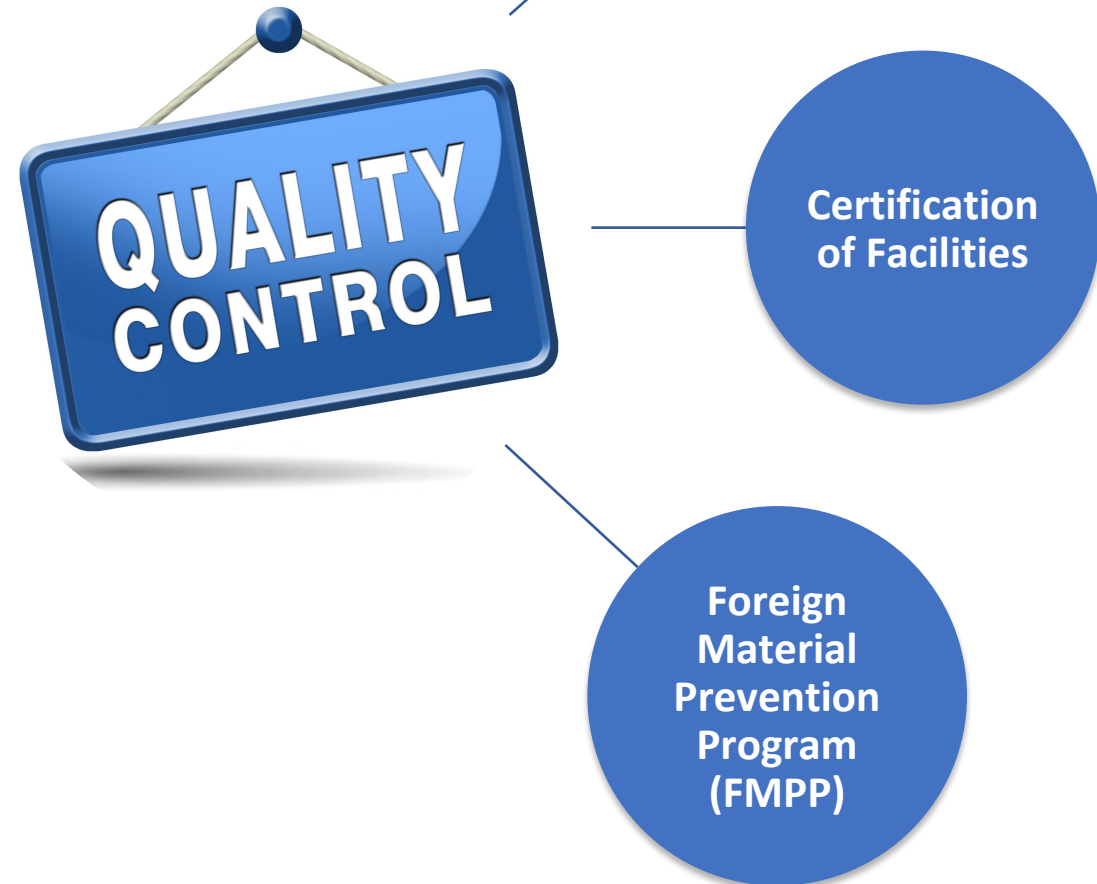 QUALITY
CONTROL
Certification
of Facilities
Foreign
Material
Prevention
Program
(FMPP)